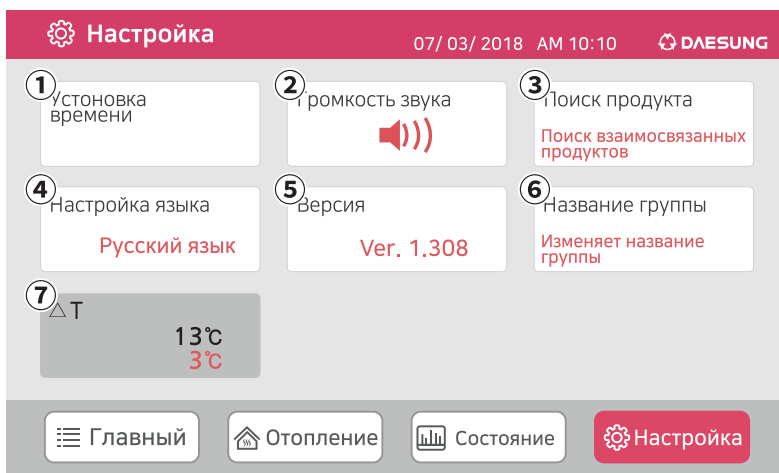 Настройка
07/ 03/ 2018 AM 10:10
DAESUNG
①
Устоновка
времени
②
Громкость звука
③
Поиск продукта
Поиск взаимосвязанных
продуктов
④
Настройка языка
Русский язык
⑤
Версия
Ver. 1.308
⑥
Название группы
Изменяет название
группы
⑦
△T
13℃
3℃
Главный
Отопление
Состояние
Настройка